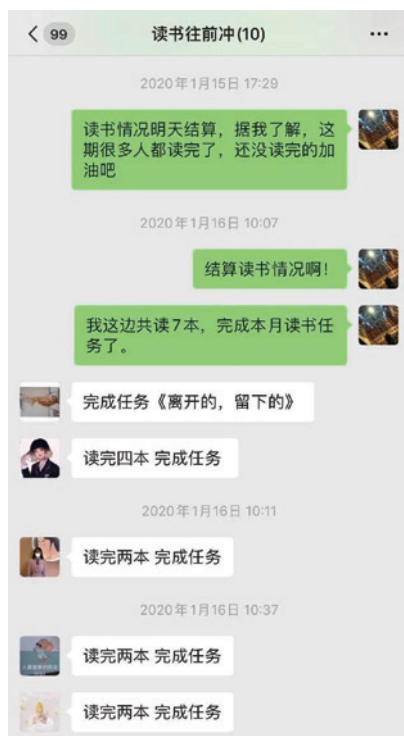 99
读书往前冲(10)
2020年1月15日 17:29
读书情况明天结算，据我了解，这
期很多人都读完了，还没读完的加
油吧
2020年1月16日 10:07
结算读书情况啊！
我这边共读7本，完成本月读书任
务了。
完成任务《离开的，留下的》
读完四本 完成任务
2020年1月16日 10:11
读完两本 完成任务
2020年1月16日 10:37
读完两本 完成任务
读完两本 完成任务